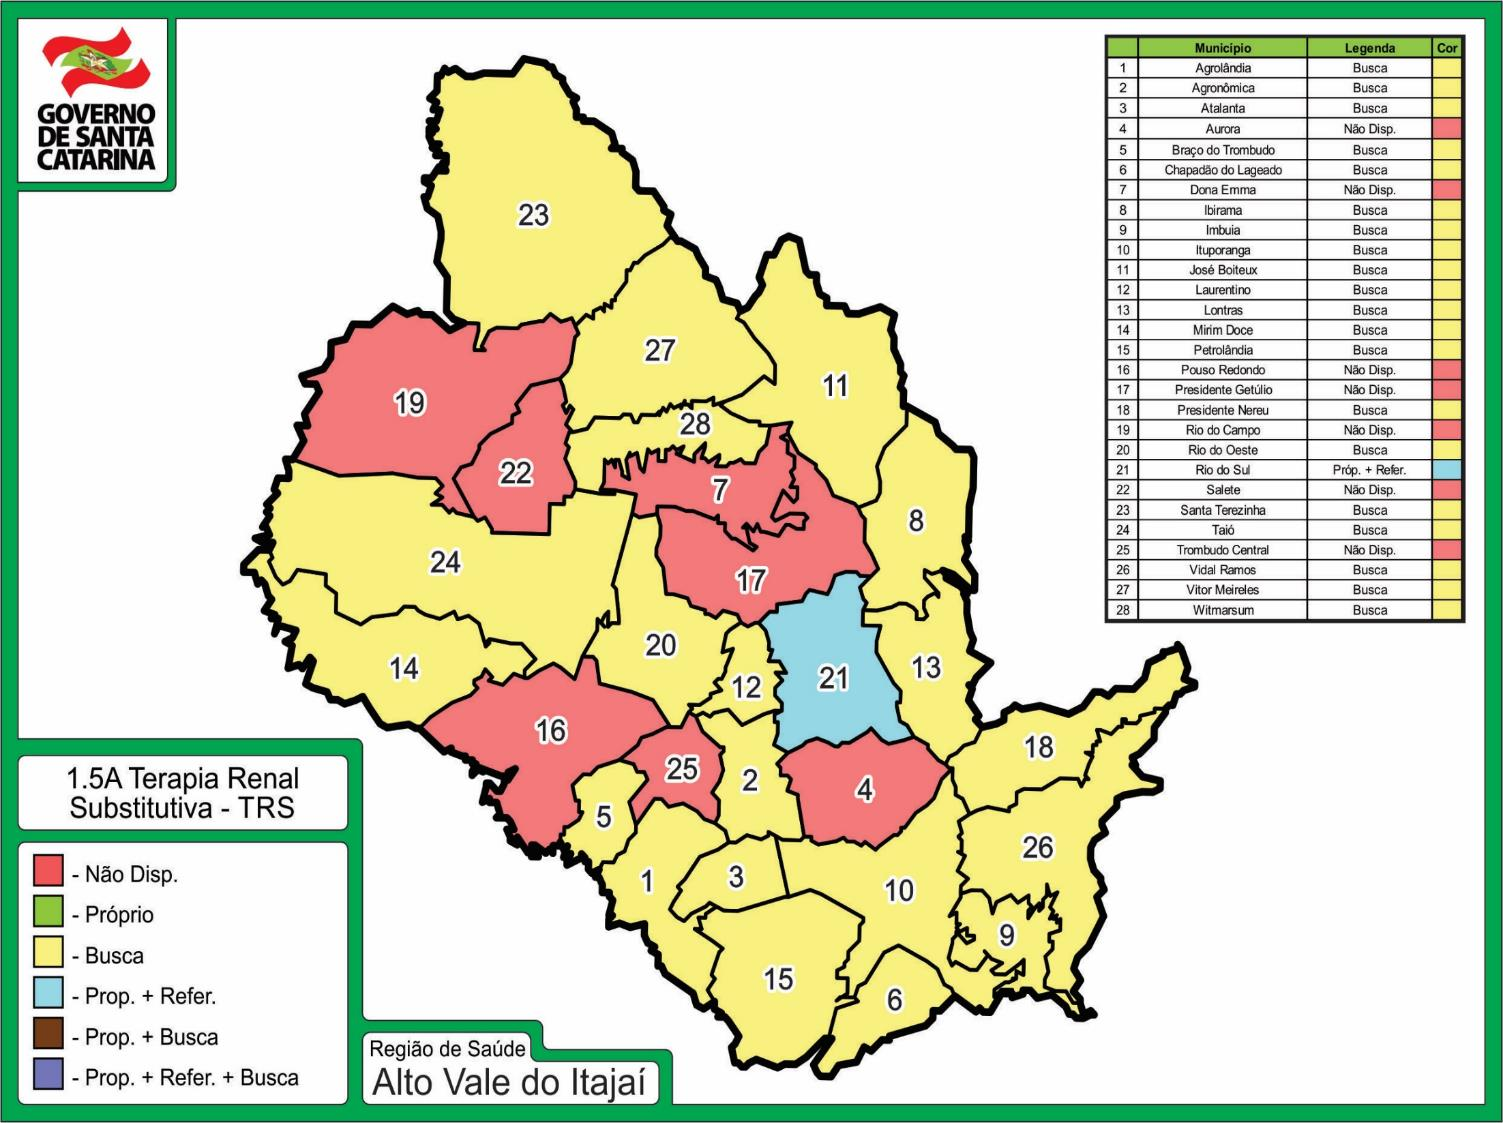 GOVERNO
DE SANTA
CATARINA
Município Legenda Cor
1 Agrolândia Busca
2 Agronômica Busca
3 Atalanta Busca
4 Aurora Não Disp.
5 Braço do Trombudo Busca
6 Chapadão do Lageado Busca
7 Dona Emma Não Disp.
8 Ibirama Busca
9 Imbuia Busca
10 Ituporanga Busca
11 José Boiteux Busca
12 Laurentino Busca
13 Lontras Busca
14 Mirim Doce Busca
15 Petrolândia Busca
16 Pouso Redondo Não Disp.
17 Presidente Getúlio Não Disp.
18 Presidente Nereu Busca
19 Rio do Campo Não Disp.
20 Rio do Oeste Busca
21 Rio do Sul Próp. + Refer.
22 Salete Não Disp.
23 Santa Terezinha Busca
24 Taió Busca
25 Trombudo Central Não Disp.
26 Vidal Ramos Busca
27 Vitor Meireles Busca
28 Witmarsum Busca
23
27
11
19
28
22
7
8
24
17
20
14
13
21
12
16
18
25
2
4
5
26
3
1
10
9
15
6
1.5A Terapia Renal
Substitutiva - TRS
- Não Disp.
- Próprio
- Busca
- Prop. + Refer.
- Prop. + Busca
- Prop. + Refer. + Busca
Região de Saúde
Alto Vale do Itajaí